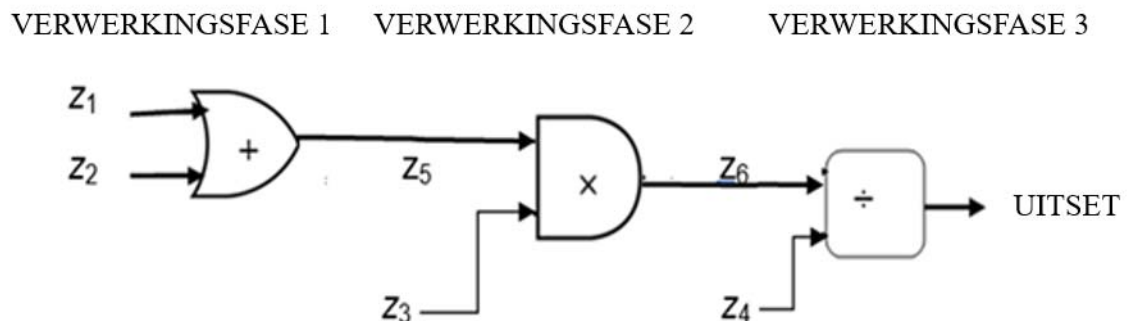 VERWERKINGSFASE 1 VERWERKINGSFASE 2 VERWERKINGSFASE 3
Z1
+
Z2
Z5
×
Z6
÷
UITSET
Z3
Z4